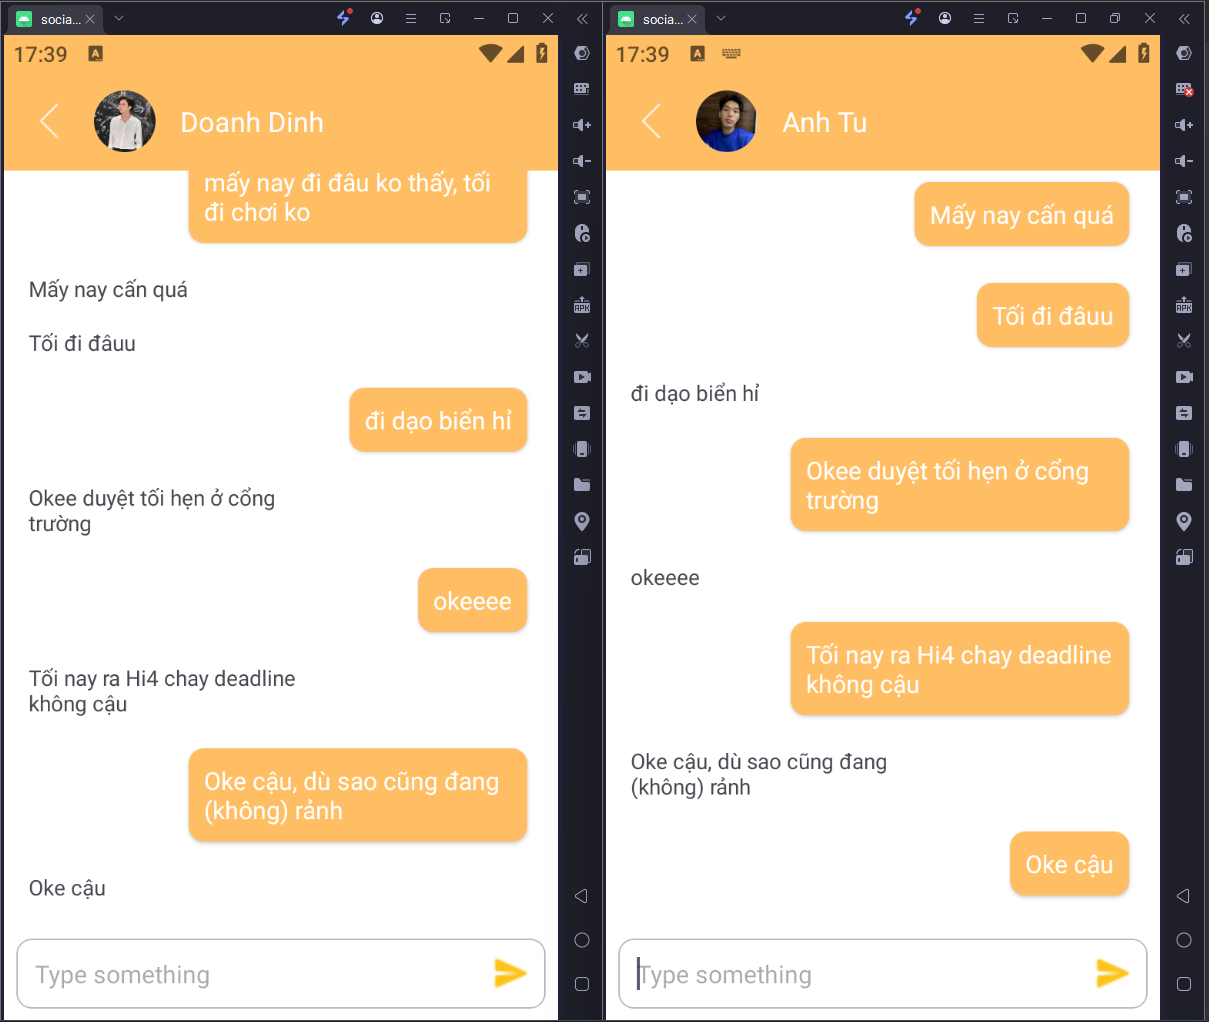 socia...
17:39
Doanh Dinh
mấy nay đi đâu ko thấy, tối
đi chơi ko
Mấy nay cấn quá
Tối đi đâuu
đi dạo biển hỉ
Okee duyệt tối hẹn ở cổng
trường
okeeee
Tối nay ra Hi4 chay deadline
không cậu
Oke cậu, dù sao cũng đang
(không) rảnh
Oke cậu
Type something
APK
socia...
17:39
Anh Tu
Mấy nay cấn quá
Tối đi đâuu
đi dạo biển hỉ
Okee duyệt tối hẹn ở cổng
trường
okeeee
Tối nay ra Hi4 chay deadline
không cậu
Oke cậu, dù sao cũng đang
(không) rảnh
Oke cậu
Type something
APK